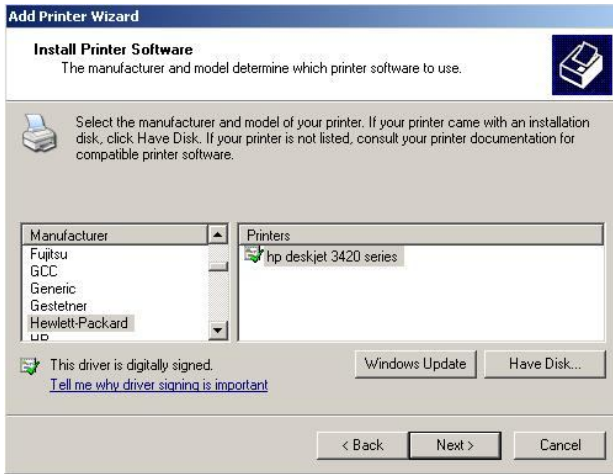 Add Printer Wizard
Install Printer Software
The manufacturer and model determine which printer software to use.
Select the manufacturer and model of your printer. If your printer came with an installation
disk, click Have Disk. If your printer is not listed, consult your printer documentation for
compatible printer software.
Manufacturer
Fujitsu
GCC
Generic
Gestetner
Hewlett-Packard
HP
Printers
hp deskjet 3420 series
This driver is digitally signed.
Tell me why driver signing is important
Windows Update
Have Disk...
< Back
Next >
Cancel